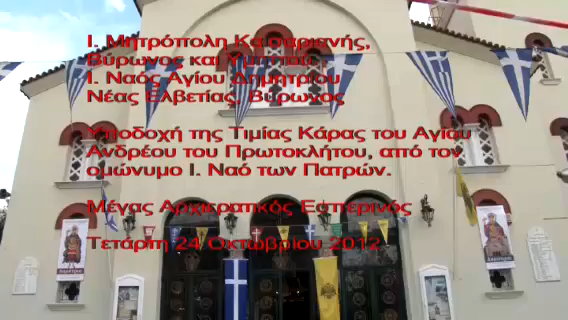 Ι. Μητρόπολη Καισαριανής,
Βύρωνος και Υμηττού
Ι. Ναός Αγίου Δημητρίου
Νέας Ελβετίας, Βύρωνος
Υποδοχή της Τιμίας Κάρας του Αγίου
Ανδρέου του Πρωτοκλήτου, από τον
ομώνυμο Ι. Ναό των Πατρών.
Μέγας Αρχιερατικός Εσπερινός
Τετάρτη 24 Οκτωβρίου 2012